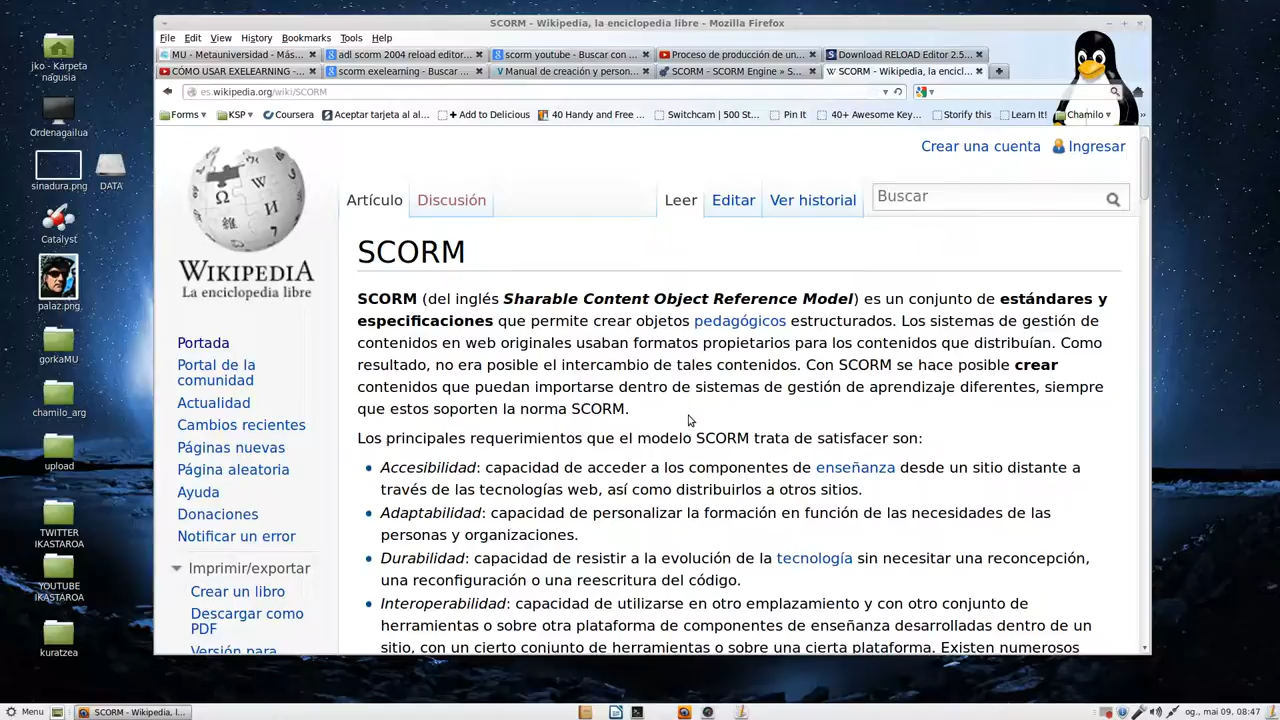 SCORM - Wikipedia, la enciclopedia libre - Mozilla Firefox
File Edit View History Bookmarks Tools Help
MU - Metauniversidad - Más...
adl scorm 2004 reload editor...
scorm youtube - Buscar con ...
Proceso de producción de un...
Download RELOAD Editor 2.5...
CÓMO USAR EXELEARNING -...
scorm exelearning - Buscar ...
Manual de creación y person...
SCORM - SCORM Engine » S...
SCORM - Wikipedia, la encicl...
es.wikipedia.org/wiki/SCORM
Forms
KSP
Coursera
Aceptar tarjeta al al...
+ Add to Delicious
40 Handy and Free ...
Switchcam | 500 St...
Pin It
40+ Awesome Key...
Storify this
Learn It!
Chamilo
Crear una cuenta
Ingresar
Artículo
Discusión
Leer
Editar
Ver historial
Buscar
WIKIPEDIA
La enciclopedia libre
Portada
Portal de la
comunidad
Actualidad
Cambios recientes
Páginas nuevas
Página aleatoria
Ayuda
Donaciones
Notificar un error
Imprimir/exportar
Crear un libro
Descargar como
PDF
Versión para
SCORM
SCORM (del inglés Sharable Content Object Reference Model) es un conjunto de estándares y
especificaciones que permite crear objetos pedagógicos estructurados. Los sistemas de gestión de
contenidos en web originales usaban formatos propietarios para los contenidos que distribuían. Como
resultado, no era posible el intercambio de tales contenidos. Con SCORM se hace posible crear
contenidos que puedan importarse dentro de sistemas de gestión de aprendizaje diferentes, siempre
que estos soporten la norma SCORM.
Los principales requerimientos que el modelo SCORM trata de satisfacer son:
Accesibilidad: capacidad de acceder a los componentes de enseñanza desde un sitio distante a
través de las tecnologías web, así como distribuirlos a otros sitios.
Adaptabilidad: capacidad de personalizar la formación en función de las necesidades de las
personas y organizaciones.
Durabilidad: capacidad de resistir a la evolución de la tecnología sin necesitar una reconcepción,
una reconfiguración o una reescritura del código.
Interoperabilidad: capacidad de utilizarse en otro emplazamiento y con otro conjunto de
herramientas o sobre otra plataforma de componentes de enseñanza desarrolladas dentro de un
sitio, con un cierto conjunto de herramientas o sobre una cierta plataforma. Existen numerosos
jko - Karpeta
nagusia
Ordenagailua
sinadura.png
DATA
Catalyst
palaz.png
gorkaMU
chamilo_arg
upload
TWITTER
IKASTAROA
YOUTUBE
IKASTAROA
kuratzea
Menu
SCORM - Wikipedia, l...
og., mai 09, 08:47